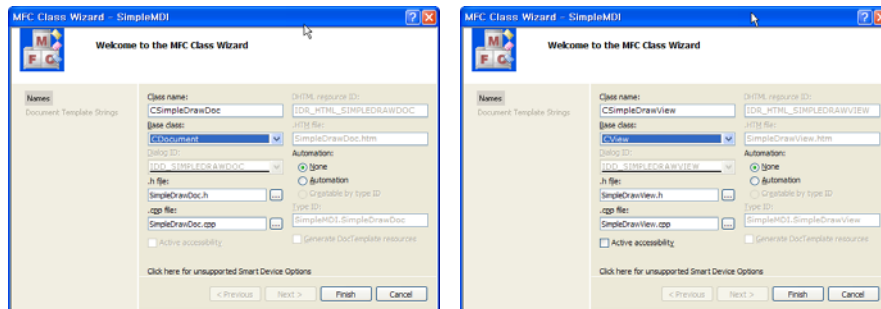 MFC Class Wizard - SimpleMDI
M
F C
Welcome to the MFC Class Wizard
Names
Document Template Strings
Class name:
CSimpleDrawDoc
Base class:
CDocument
Dialog ID:
IDD_SIMPLEDRAWDOC
.h file:
SimpleDrawDoc.h
...
.cpp file:
SimpleDrawDoc.cpp
...
Active accessibility
DHTML resource ID:
IDR_HTML_SIMPLEDRAWDOC
.HTM file:
SimpleDrawDoc.htm
Automation:
None
Automation
Creatable by type ID
Type ID:
SimpleMDI.SimpleDrawDoc
Generate DocTemplate resources
Click here for unsupported Smart Device Options
< Previous
Next >
Finish
Cancel
MFC Class Wizard - SimpleMDI
M
F C
Welcome to the MFC Class Wizard
Names
Document Template Strings
Class name:
CSimpleDrawView
Base class:
CView
Dialog ID:
IDD_SIMPLEDRAWVIEW
.h file:
SimpleDrawView.h
...
.cpp file:
SimpleDrawView.cpp
...
Active accessibility
DHTML resource ID:
IDR_HTML_SIMPLEDRAWVIEW
.HTM file:
SimpleDrawView.htm
Automation:
None
Automation
Creatable by type ID
Type ID:
SimpleMDI.SimpleDrawView
Generate DocTemplate resources
Click here for unsupported Smart Device Options
< Previous
Next >
Finish
Cancel